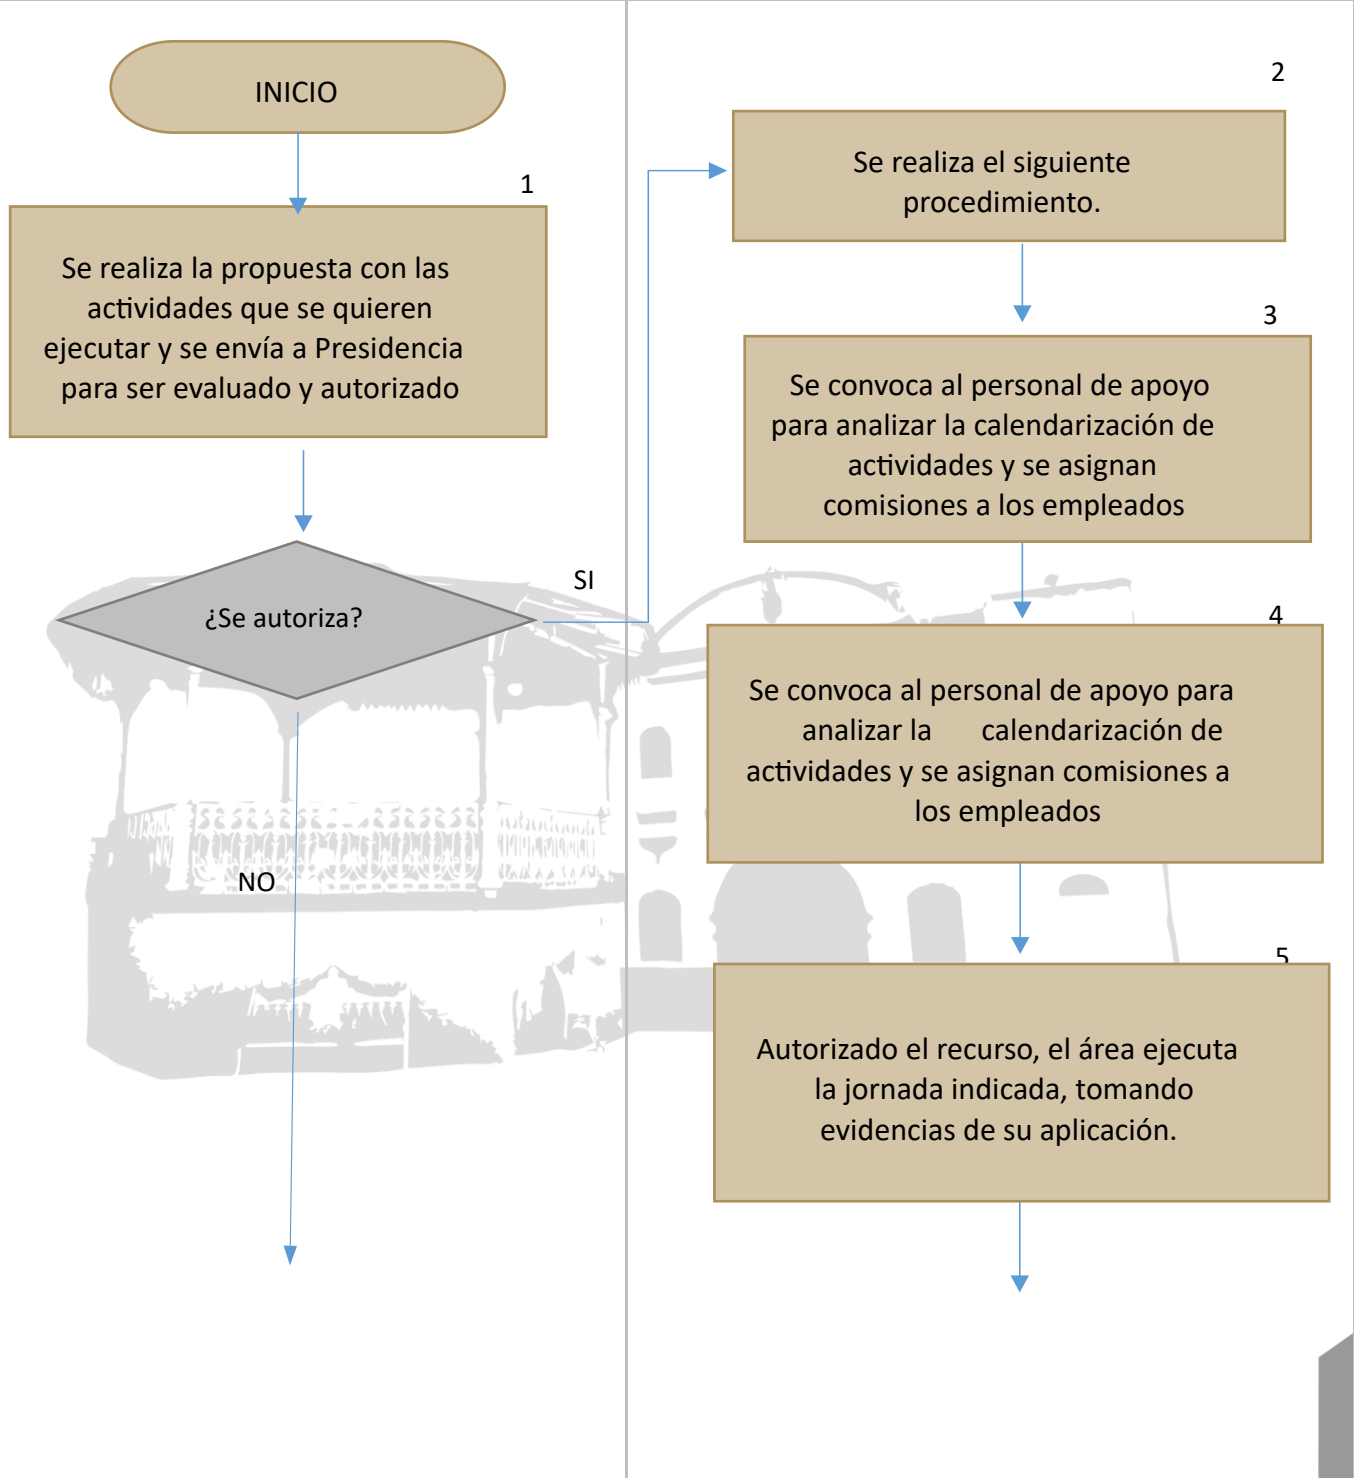 INICIO
1
Se realiza la propuesta con las
actividades que se quieren
ejecutar y se envía a Presidencia
para ser evaluado y autorizado
¿Se autoriza?
SI
NO
2
Se realiza el siguiente
procedimiento.
3
Se convoca al personal de apoyo
para analizar la calendarización de
actividades y se asignan
comisiones a los empleados
4
Se convoca al personal de apoyo para
analizar la calendarización de
actividades y se asignan comisiones a
los empleados
5
Autorizado el recurso, el área ejecuta
la jornada indicada, tomando
evidencias de su aplicación.